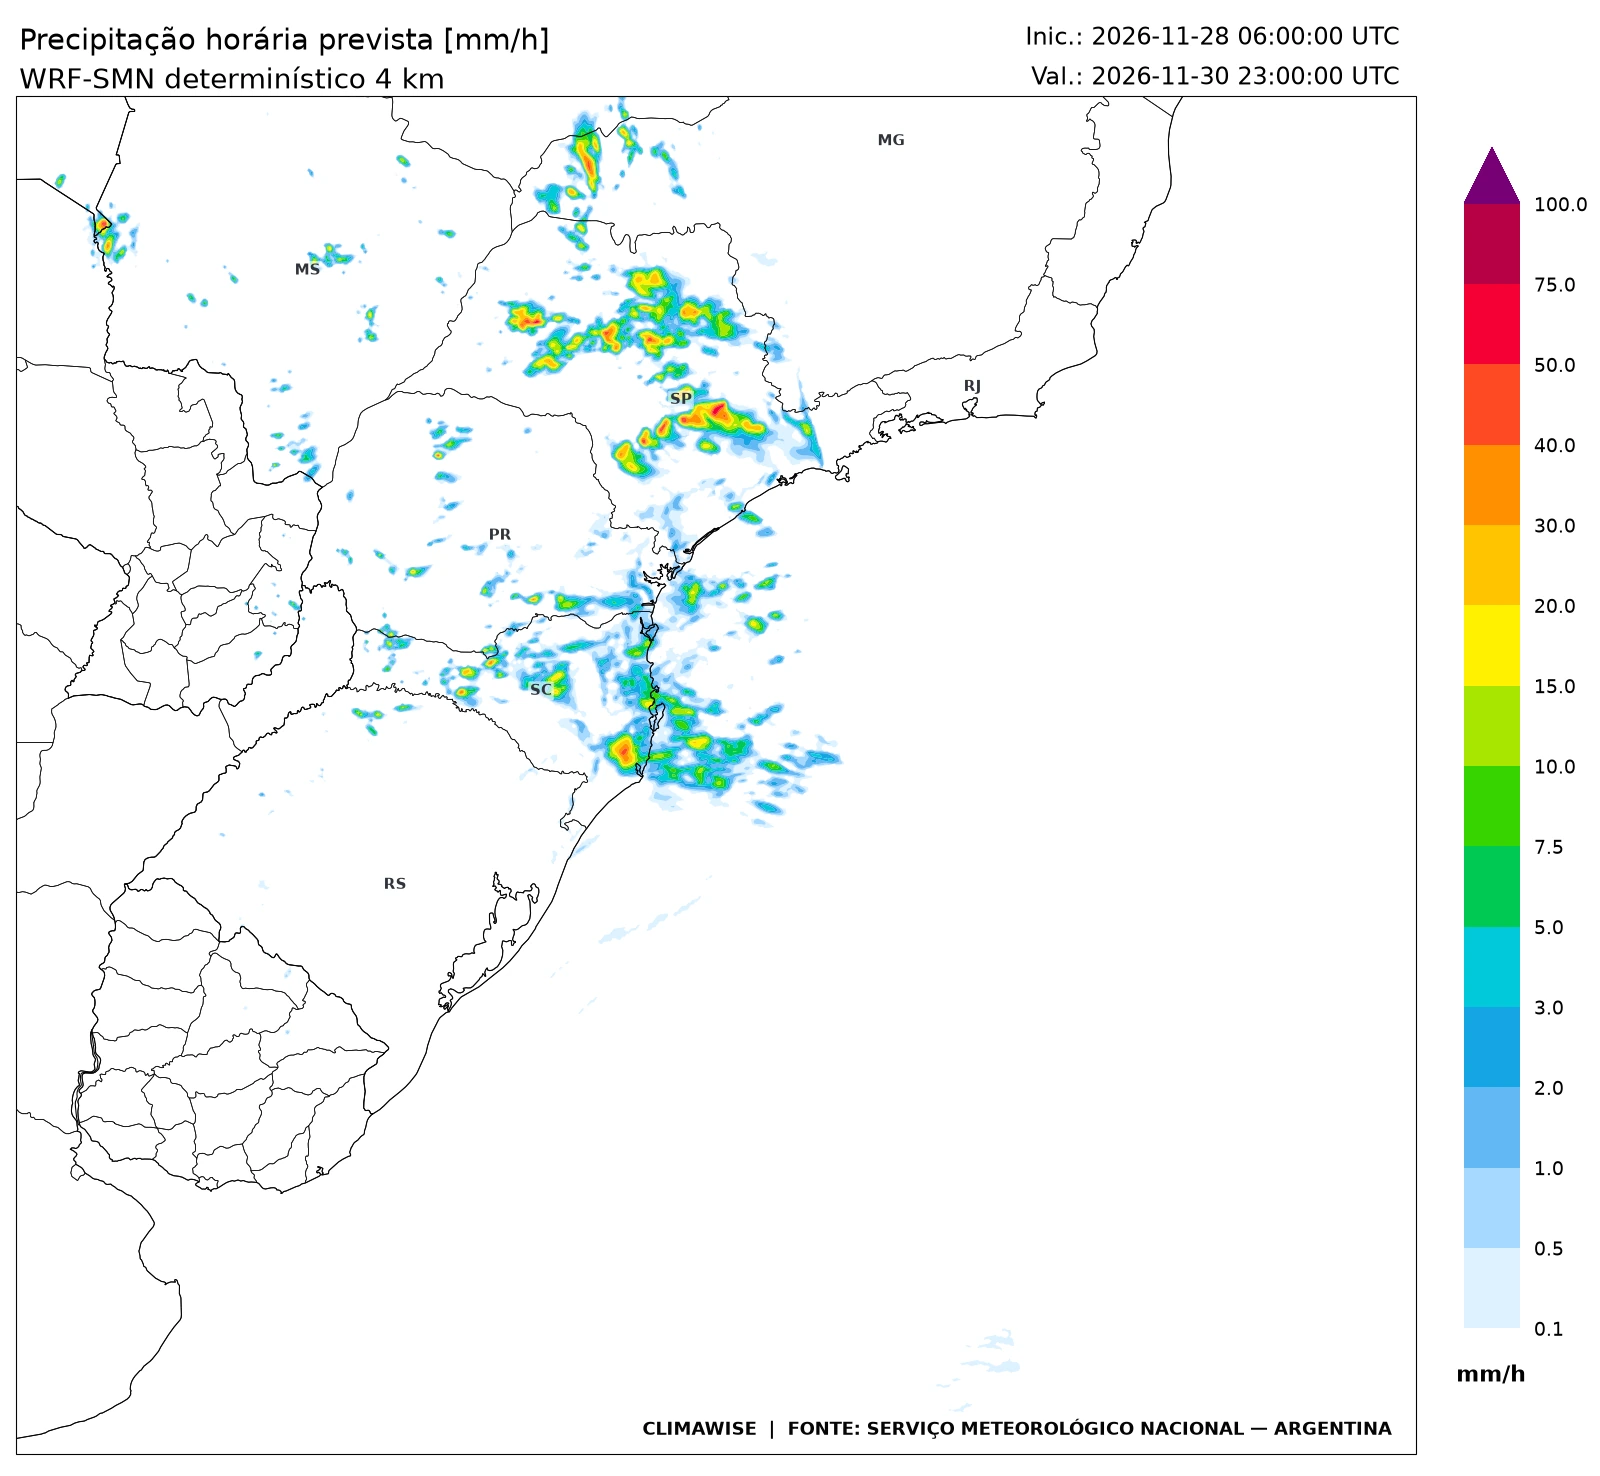 Precipitação horária prevista [mm/h]
WRF-SMN determinístico 4 km
Inic.: 2026-11-28 06:00:00 UTC
Val.: 2026-11-30 23:00:00 UTC
MG
MS
RJ
SP
PR
SC
RS
100.0
75.0
50.0
40.0
30.0
20.0
15.0
10.0
7.5
5.0
3.0
2.0
1.0
0.5
0.1
mm/h
CLIMAWISE | FONTE: SERVIÇO METEOROLÓGICO NACIONAL — ARGENTINA